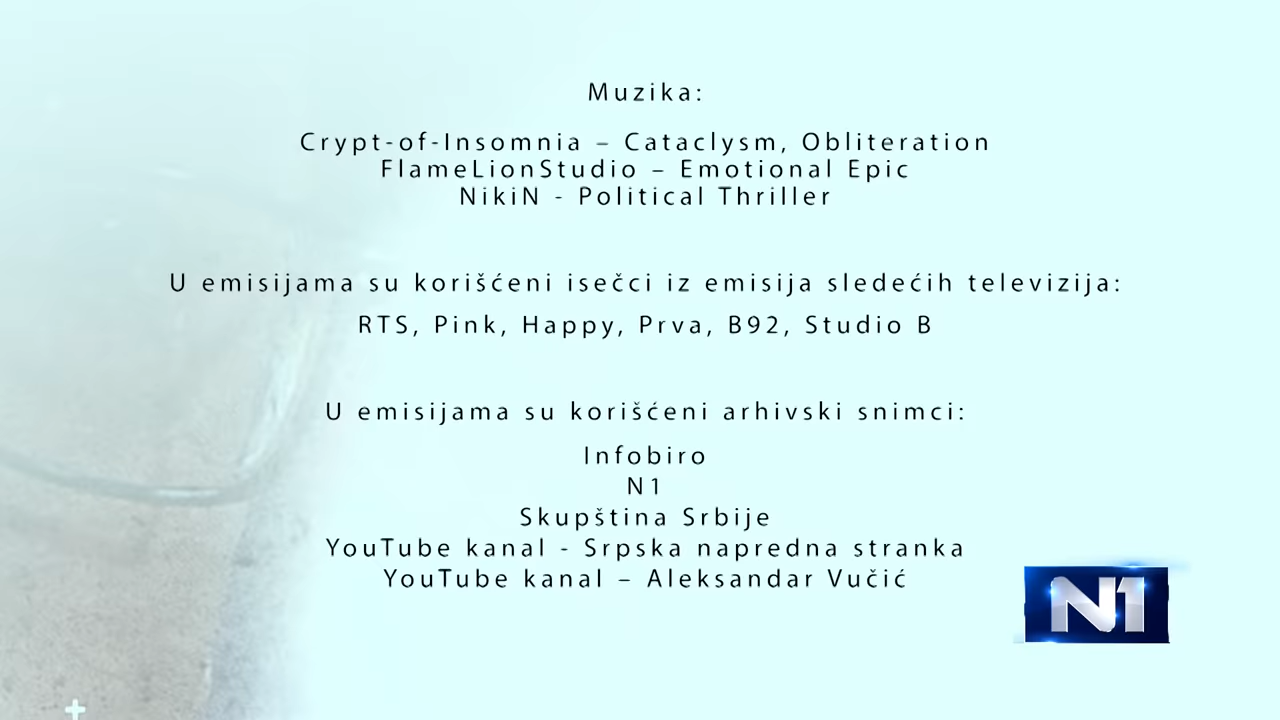 Muzika:
Crypt-of-Insomnia – Cataclysm, Obliteration
FlameLionStudio – Emotional Epic
NikiN - Political Thriller
U emisijama su korišćeni isečci iz emisija sledećih televizija:
RTS, Pink, Happy, Prva, B92, Studio B
U emisijama su korišćeni arhivski snimci:
Infobiro
N1
Skupština Srbije
YouTube kanal - Srpska napredna stranka
YouTube kanal – Aleksandar Vučić
N1